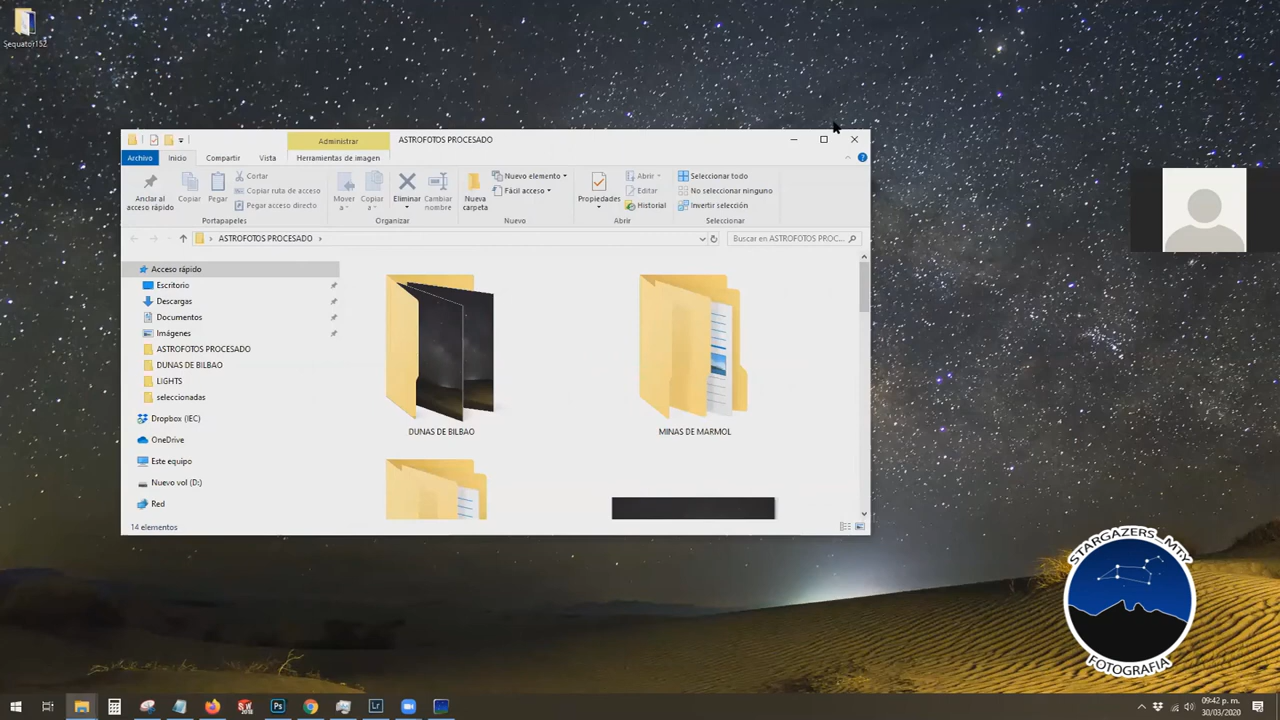 Sequator152
Administrar
ASTROFOTOS PROCESADO
Archivo
Inicio
Compartir
Vista
Herramientas de imagen
Anclar al
acceso rápido
Copiar
Pegar
Cortar
Copiar ruta de acceso
Pegar acceso directo
Portapapeles
Mover
a
Copiar
a
Eliminar
Cambiar
nombre
Organizar
Nueva
carpeta
Nuevo elemento
Fácil acceso
Nuevo
Propiedades
Abrir
Editar
Historial
Abrir
Seleccionar todo
No seleccionar ninguno
Invertir selección
Seleccionar
ASTROFOTOS PROCESADO
Buscar en ASTROFOTOS PROC...
Acceso rápido
Escritorio
Descargas
Documentos
Imágenes
ASTROFOTOS PROCESADO
DUNAS DE BILBAO
LIGHTS
seleccionadas
Dropbox (IEC)
OneDrive
Este equipo
Nuevo vol (D:)
Red
DUNAS DE BILBAO
MINAS DE MARMOL
14 elementos
STARGAZERS_MTY
FOTOGRAFIA
Ps
Lr
09:42 p. m.
30/03/2020